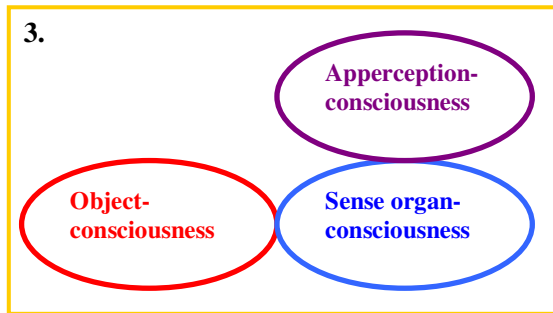 3.
Apperception-
consciousness
Object-
consciousness
Sense organ-
consciousness